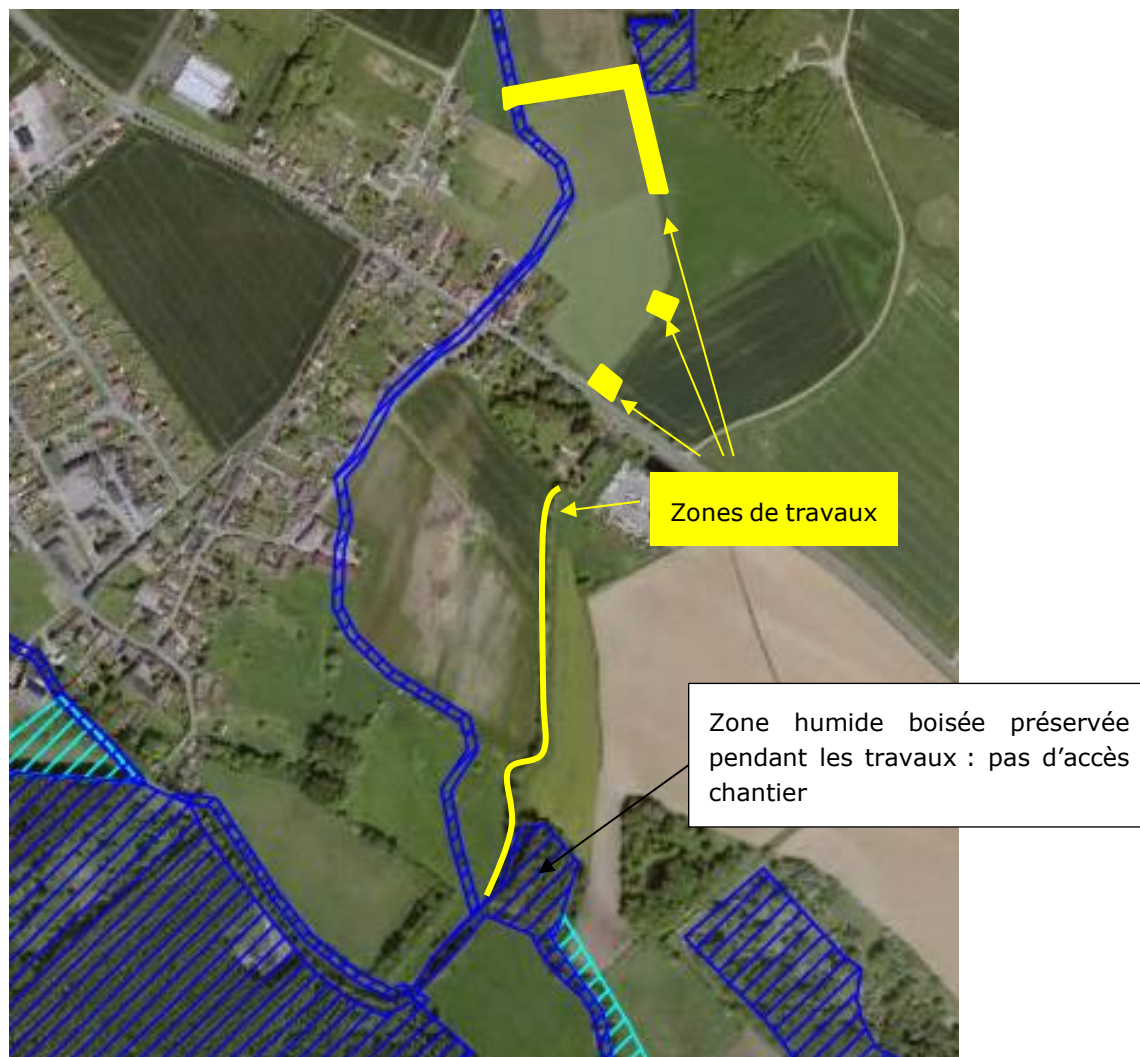 Zones de travaux
Zone humide boisée préservée
pendant les travaux : pas d'accès
chantier